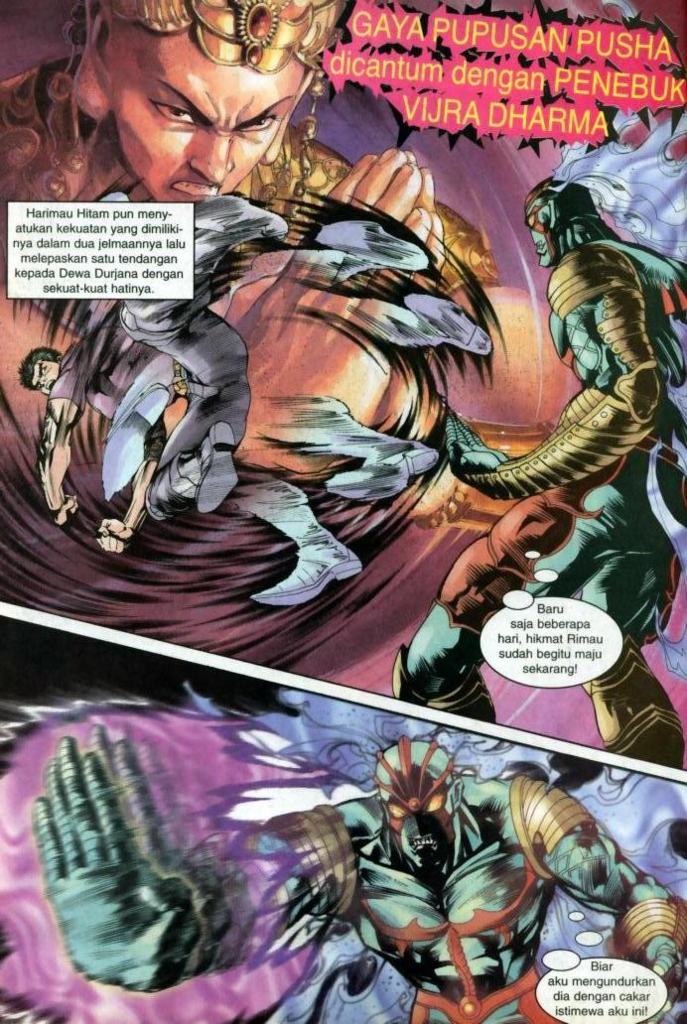 GAYA PUPUSAN PUSHA
dicantum dengan PENEBUK
VIJRA DHARMA
Harimau Hitam pun meny-
atukan kekuatan yang dimiliki-
nya dalam dua jelmaannya lalu
melepaskan satu tendangan
kepada Dewa Durjana dengan
sekuat-kuat hatinya.
Baru
saja beberapa
hari, hikmat Rimau
sudah begitu maju
sekarang!
Biar
aku mengundurkan
dia dengan cakar
istimewa aku ini!